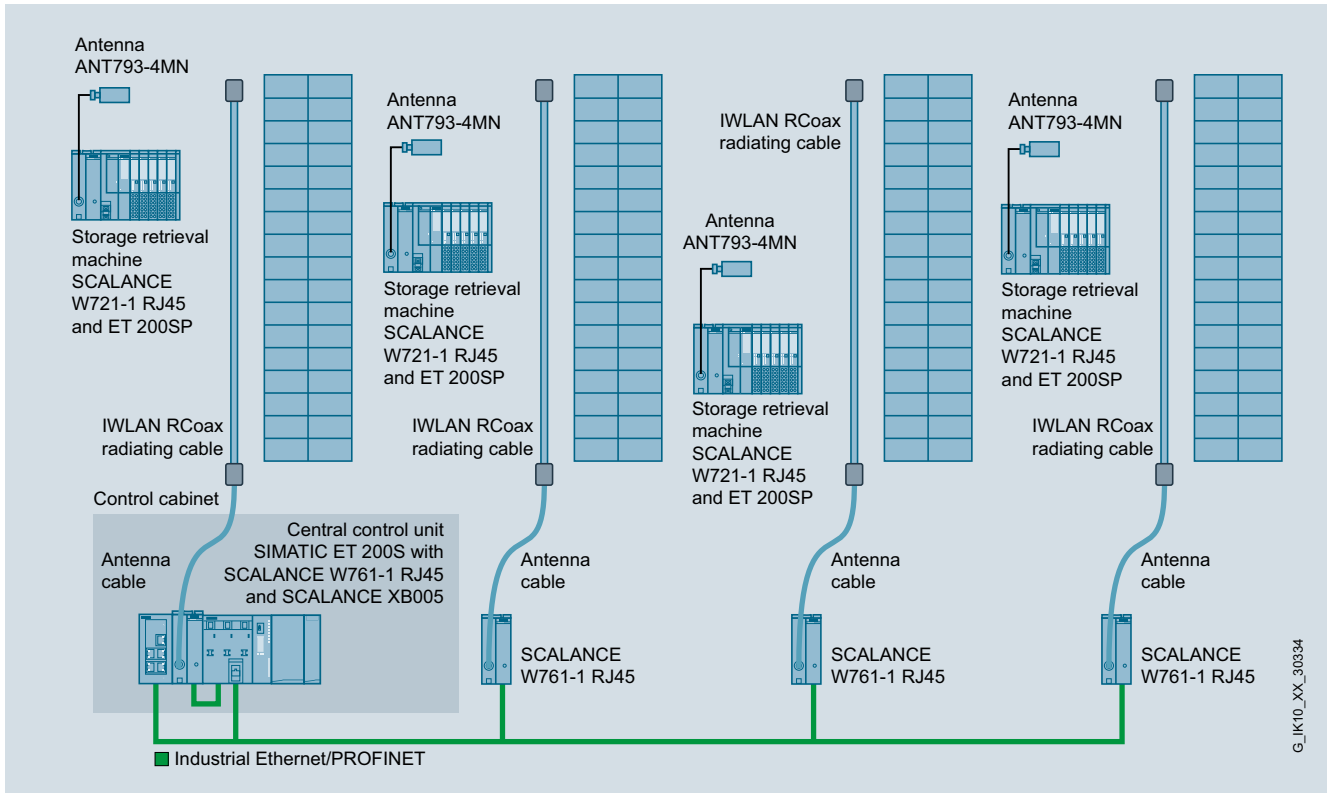 Antenna
ANT793-4MN
Storage retrieval
machine
SCALANCE
W721-1 RJ45
and ET 200SP
IWLAN RCoax
radiating cable
Antenna
ANT793-4MN
Storage retrieval
machine
SCALANCE
W721-1 RJ45
and ET 200SP
IWLAN RCoax
radiating cable
IWLAN RCoax
radiating cable
Antenna
ANT793-4MN
Storage retrieval
machine
SCALANCE
W721-1 RJ45
and ET 200SP
Antenna
ANT793-4MN
Storage retrieval
machine
SCALANCE
W721-1 RJ45
and ET 200SP
IWLAN RCoax
radiating cable
Control cabinet
Antenna
cable
Central control unit
SIMATIC ET 200S with
SCALANCE W761-1 RJ45
and SCALANCE XB005
Antenna
cable
SCALANCE
W761-1 RJ45
Antenna
cable
SCALANCE
W761-1 RJ45
Antenna
cable
SCALANCE
W761-1 RJ45
Industrial Ethernet/PROFINET
G_IK10_XX_30334